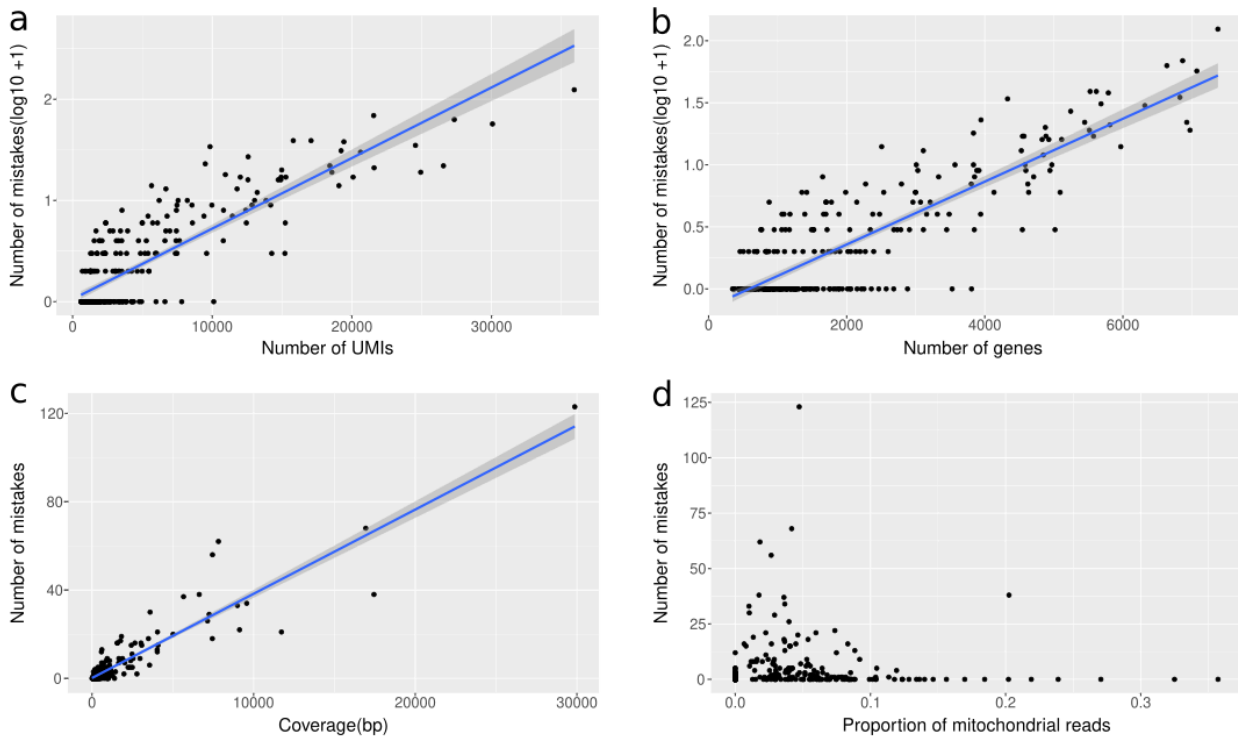 a
Number of mistakes(log10 +1)
2
1
0
0 10000 20000 30000
Number of UMIs
b
Number of mistakes(log10 +1)
2.0
1.5
1.0
0.5
0.0
0 2000 4000 6000
Number of genes
c
Number of mistakes
120
80
40
0
0 10000 20000 30000
Coverage(bp)
d
Number of mistakes
125
100
75
50
25
0
0.0 0.1 0.2 0.3
Proportion of mitochondrial reads